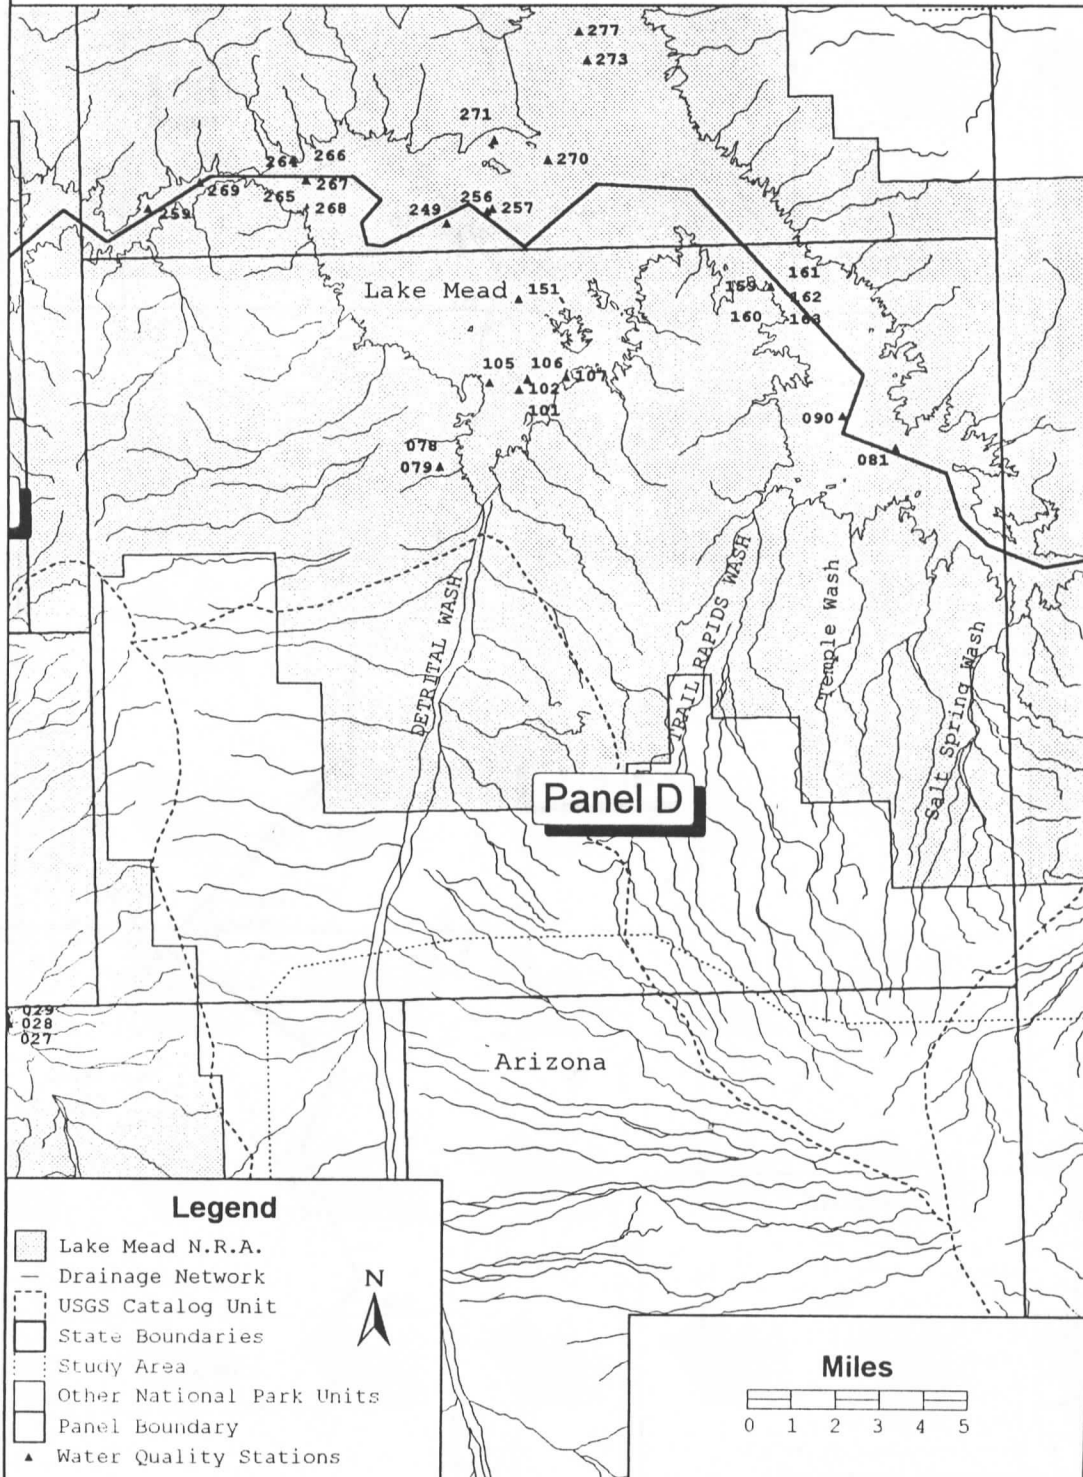 277
273
271
270
264
266
269
265
267
268
259
249
256
257
Lake Mead
151
161
159
162
160
163
105
106
107
102
101
090
081
078
079
DETRITAL WASH
TRAIL RAPIDS WASH
Temple Wash
Salt Spring Wash
Panel D
029
028
027
Arizona
Legend
Lake Mead N.R.A.
Drainage Network
USGS Catalog Unit
State Boundaries
Study Area
Other National Park Units
Panel Boundary
Water Quality Stations
N
Miles
0 1 2 3 4 5